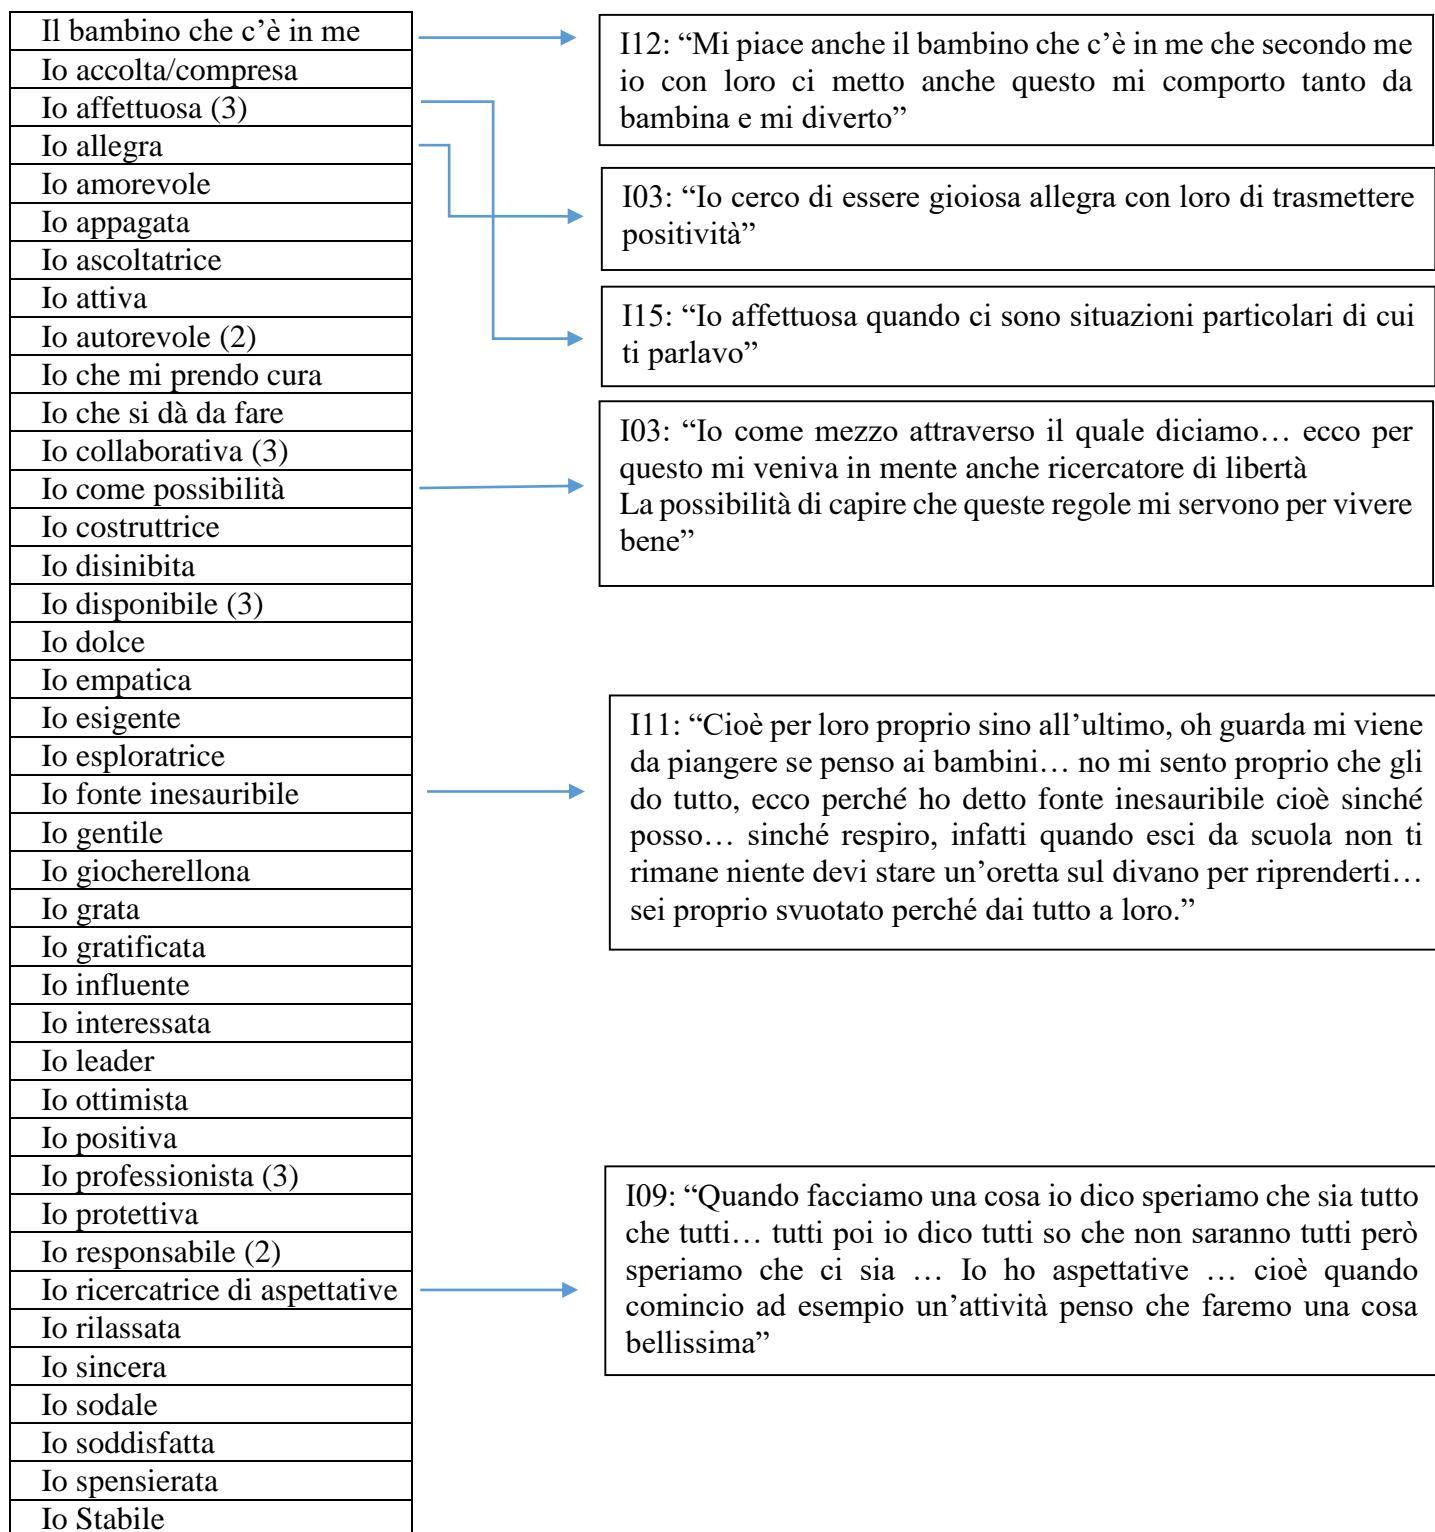 Il bambino che c’è in me
Io accolta/compresa
Io affettuosa (3)
Io allegra
Io amorevole
Io appagata
Io ascoltatrice
Io attiva
Io autorevole (2)
Io che mi prendo cura
Io che si dà da fare
Io collaborativa (3)
Io come possibilità
Io costruttrice
Io disinibita
Io disponibile (3)
Io dolce
Io empatica
Io esigente
Io esploratrice
Io fonte inesauribile
Io gentile
Io giocherellona
Io grata
Io gratificata
Io influente
Io interessata
Io leader
Io ottimista
Io positiva
Io professionista (3)
Io protettiva
Io responsabile (2)
Io ricercatrice di aspettative
Io rilassata
Io sincera
Io sodale
Io soddisfatta
Io spensierata
Io Stabile
I12: “Mi piace anche il bambino che c’è in me che secondo me
io con loro ci metto anche questo mi comporto tanto da
bambina e mi diverto”
I03: “Io cerco di essere gioiosa allegra con loro di trasmettere
positività”
I15: “Io affettuosa quando ci sono situazioni particolari di cui
ti parlavo”
I03: “Io come mezzo attraverso il quale diciamo… ecco per
questo mi veniva in mente anche ricercatore di libertà
La possibilità di capire che queste regole mi servono per vivere
bene”
I11: “Cioè per loro proprio sino all’ultimo, oh guarda mi viene
da piangere se penso ai bambini… no mi sento proprio che gli
do tutto, ecco perché ho detto fonte inesauribile cioè sinché
posso… sinché respiro, infatti quando esci da scuola non ti
rimane niente devi stare un’oretta sul divano per riprenderti…
sei proprio svuotato perché dai tutto a loro.”
I09: “Quando facciamo una cosa io dico speriamo che sia tutto
che tutti… tutti poi io dico tutti so che non saranno tutti però
speriamo che ci sia … Io ho aspettative … cioè quando
comincio ad esempio un’attività penso che faremo una cosa
bellissima”